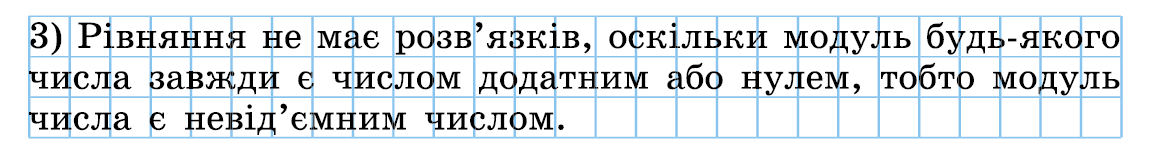 3) Рівняння не має розв’язків, оскільки модуль будь-якого
числа завжди є числом додатним або нулем, тобто модуль
числа є невід’ємним числом.